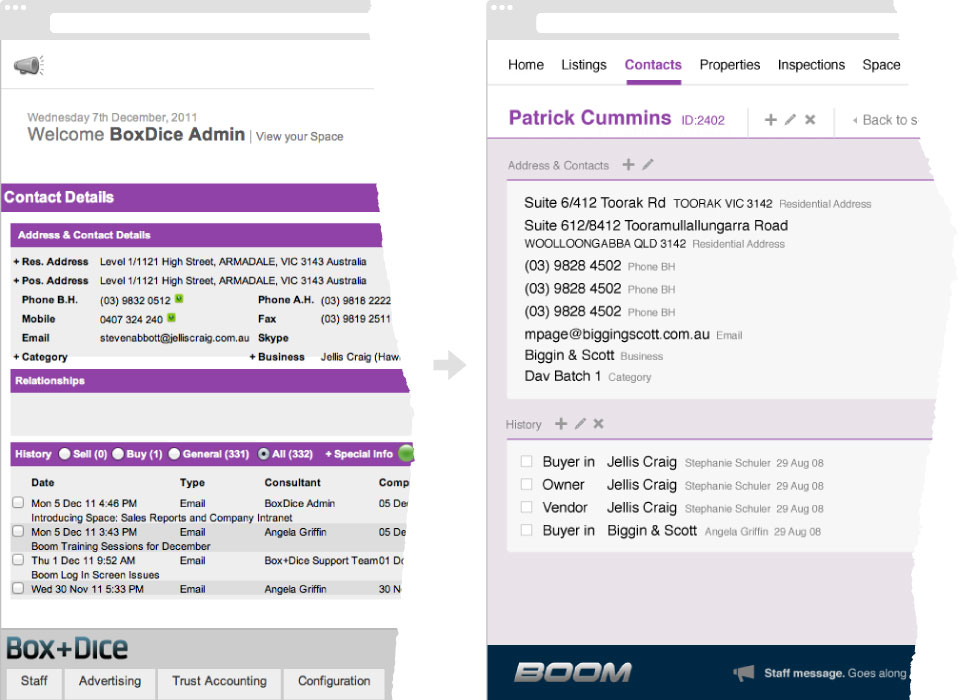 Wednesday 7th December, 2011
Welcome BoxDice Admin | View your Space
Contact Details
Address & Contact Details
+ Res. Address Level 1/1121 High Street, ARMADALE, VIC 3143 Australia
+ Pos. Address Level 1/1121 High Street, ARMADALE, VIC 3143 Australia
Phone B.H. (03) 9832 0512 M Phone A.H. (03) 9818 2222
Mobile 0407 324 240 M Fax (03) 9819 2511
Email stevenabbott@jelliscraig.com.au Skype
+ Category + Business Jellis Craig (Haw
Relationships
History Sell (0) Buy (1) General (331) All (332) + Special Info
Date Type Consultant Comp
Mon 5 Dec 11 4:46 PM Email BoxDice Admin 05 De
Introducing Space: Sales Reports and Company Intranet
Mon 5 Dec 11 3:43 PM Email Angela Griffin 05 De
Boom Training Sessions for December
Thu 1 Dec 11 9:52 AM Email Box+Dice Support Team 01 De
Boom Log In Screen Issues
Wed 30 Nov 11 5:33 PM Email Angela Griffin 30 N
Box+Dice
Staff Advertising Trust Accounting Configuration
Home Listings Contacts Properties Inspections Space
Patrick Cummins ID:2402 Back to s
Address & Contacts
Suite 6/412 Toorak Rd TOORAK VIC 3142 Residential Address
Suite 612/8412 Tooramullallungarra Road
WOOLLOONGABBA QLD 3142 Residential Address
(03) 9828 4502 Phone BH
(03) 9828 4502 Phone BH
(03) 9828 4502 Phone BH
mpage@biggingscott.com.au Email
Biggin & Scott Business
Dav Batch 1 Category
History
Buyer in Jellis Craig Stephanie Schuler 29 Aug 08
Owner Jellis Craig Stephanie Schuler 29 Aug 08
Vendor Jellis Craig Stephanie Schuler 29 Aug 08
Buyer in Biggin & Scott Angela Griffin 29 Aug 08
BOOM Staff message. Goes along